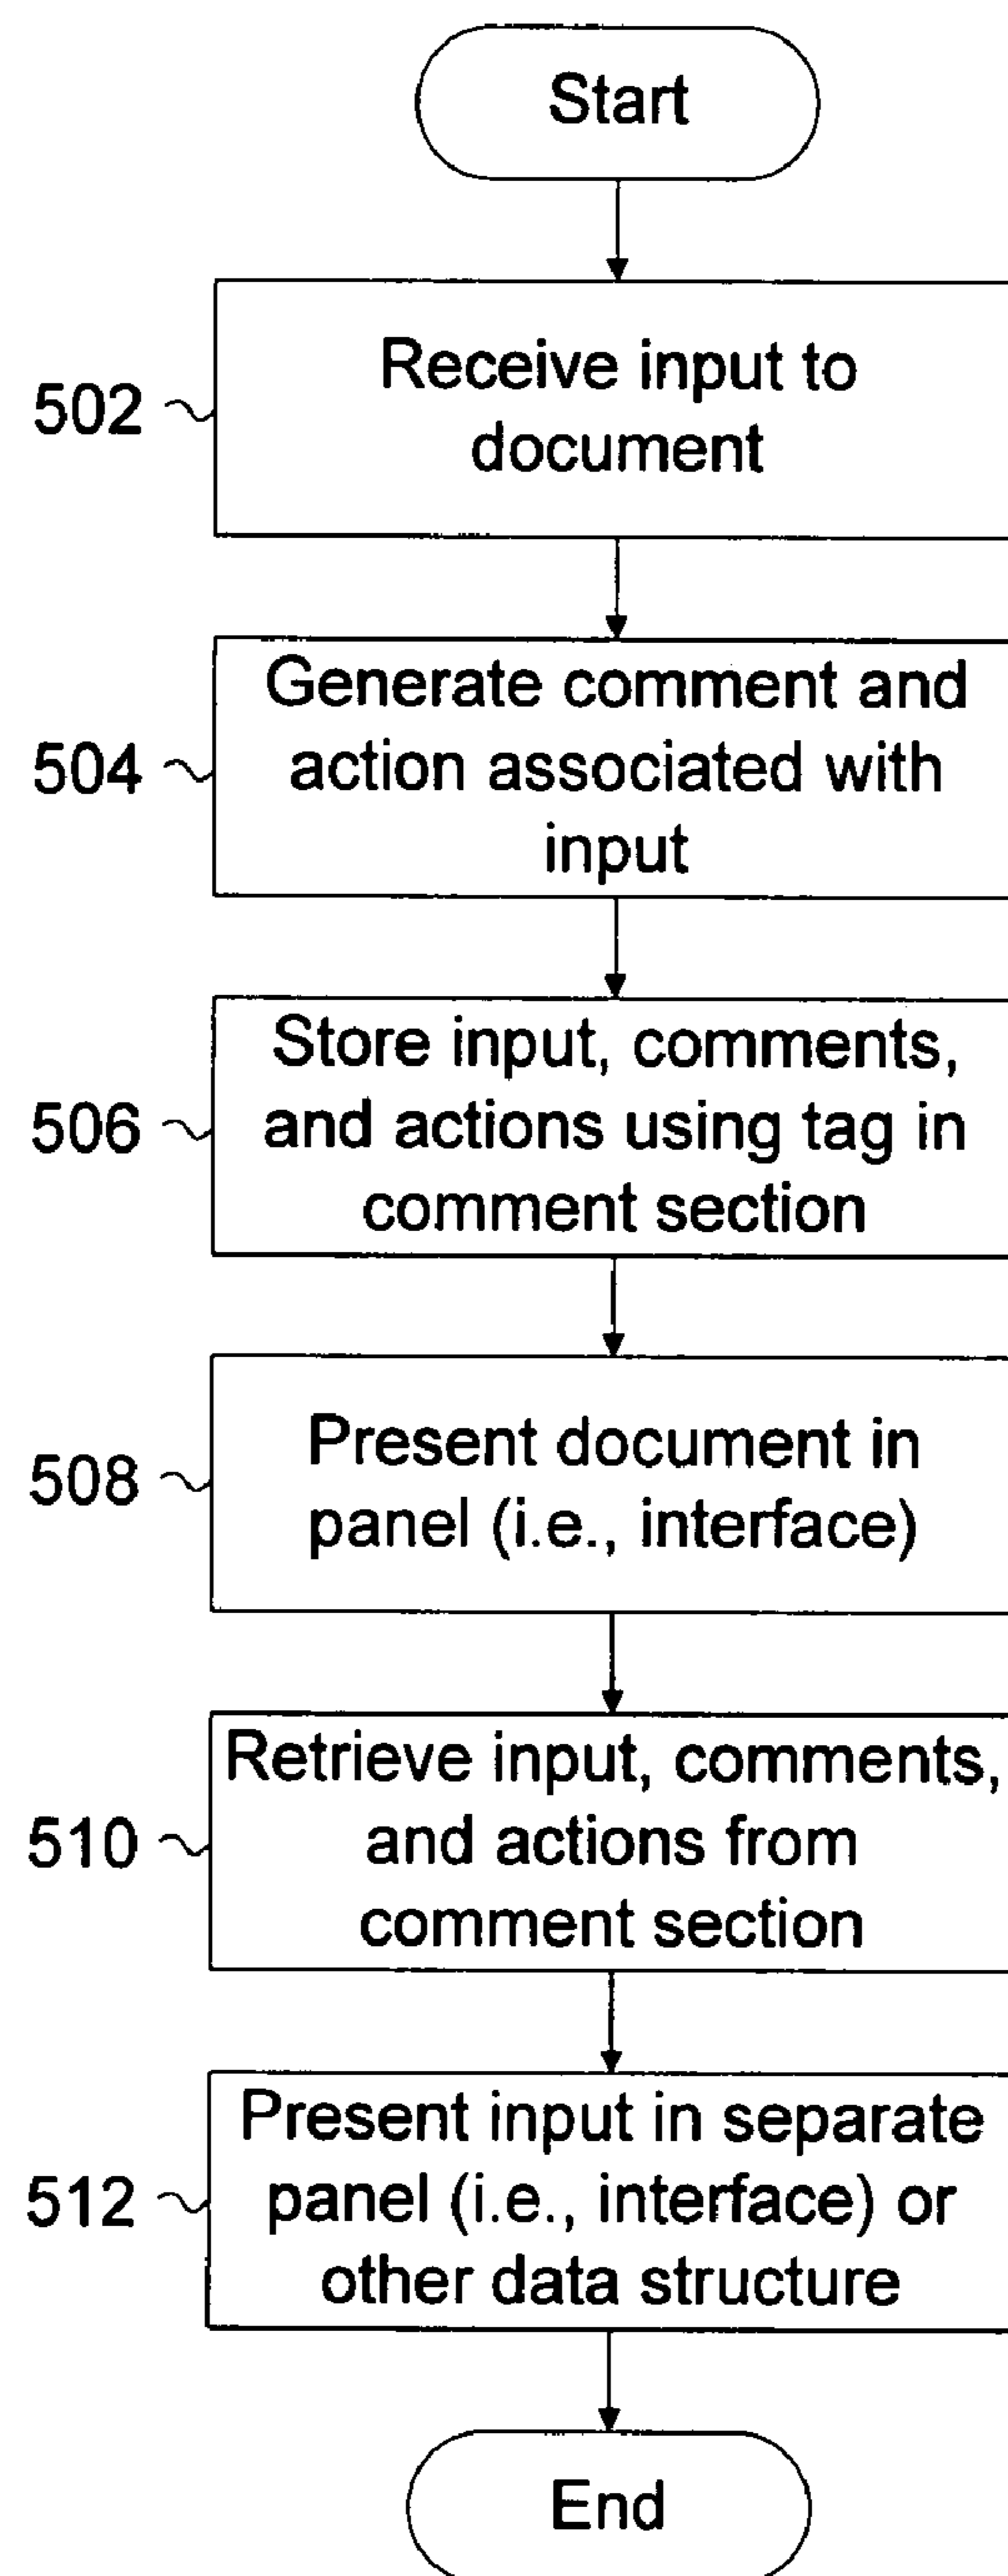 Start
Receive input to
document
502
Generate comment and
action associated with
input
504
Store input, comments,
and actions using tag in
comment section
506
Present document in
panel (i.e., interface)
508
Retrieve input, comments,
and actions from
comment section
510
Present input in separate
panel (i.e., interface) or
other data structure
512
End